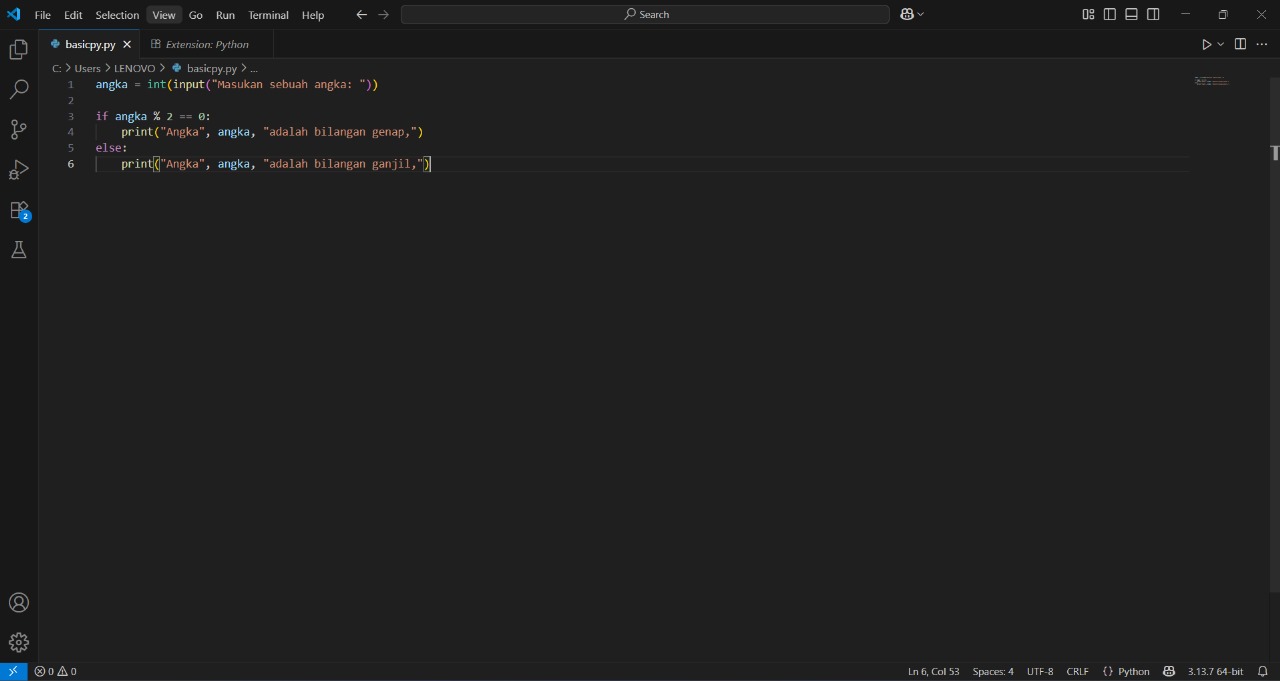 File Edit Selection View Go Run Terminal Help Search
basicpy.py Extension: Python
C: > Users > LENOVO > basicpy.py > ...
1 angka = int(input("Masukan sebuah angka: "))
2
3 if angka % 2 == 0:
4 print("Angka", angka, "adalah bilangan genap,")
5 else:
6 print("Angka", angka, "adalah bilangan ganjil,")
2
0 0 Ln 6, Col 53 Spaces: 4 UTF-8 CRLF {} Python 3.13.7 64-bit